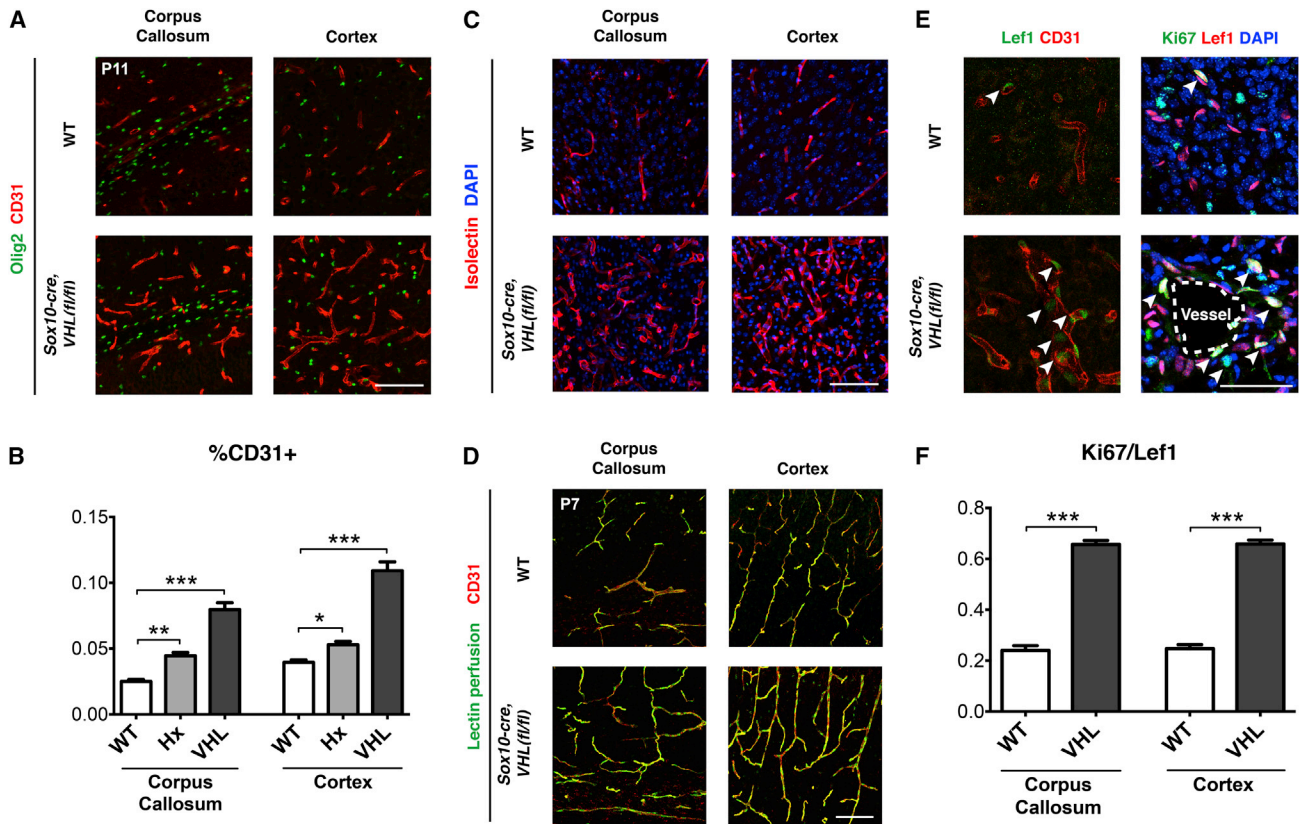 A
Corpus
Callosum
Cortex
P11
WT
Sox10-cre,
VHL(fl/fl)
Olig2 CD31
B
%CD31+
0.15
0.10
0.05
0.00
***
**
***
*
WT
Hx
VHL
WT
Hx
VHL
Corpus
Callosum
Cortex
C
Corpus
Callosum
Cortex
WT
Sox10-cre,
VHL(fl/fl)
Isolectin DAPI
D
Corpus
Callosum
Cortex
P7
WT
Sox10-cre,
VHL(fl/fl)
Lectin perfusion CD31
E
Lef1 CD31
Ki67 Lef1 DAPI
WT
Sox10-cre,
VHL(fl/fl)
Vessel
F
Ki67/Lef1
0.8
0.6
0.4
0.2
0.0
***
***
WT
VHL
WT
VHL
Corpus
Callosum
Cortex